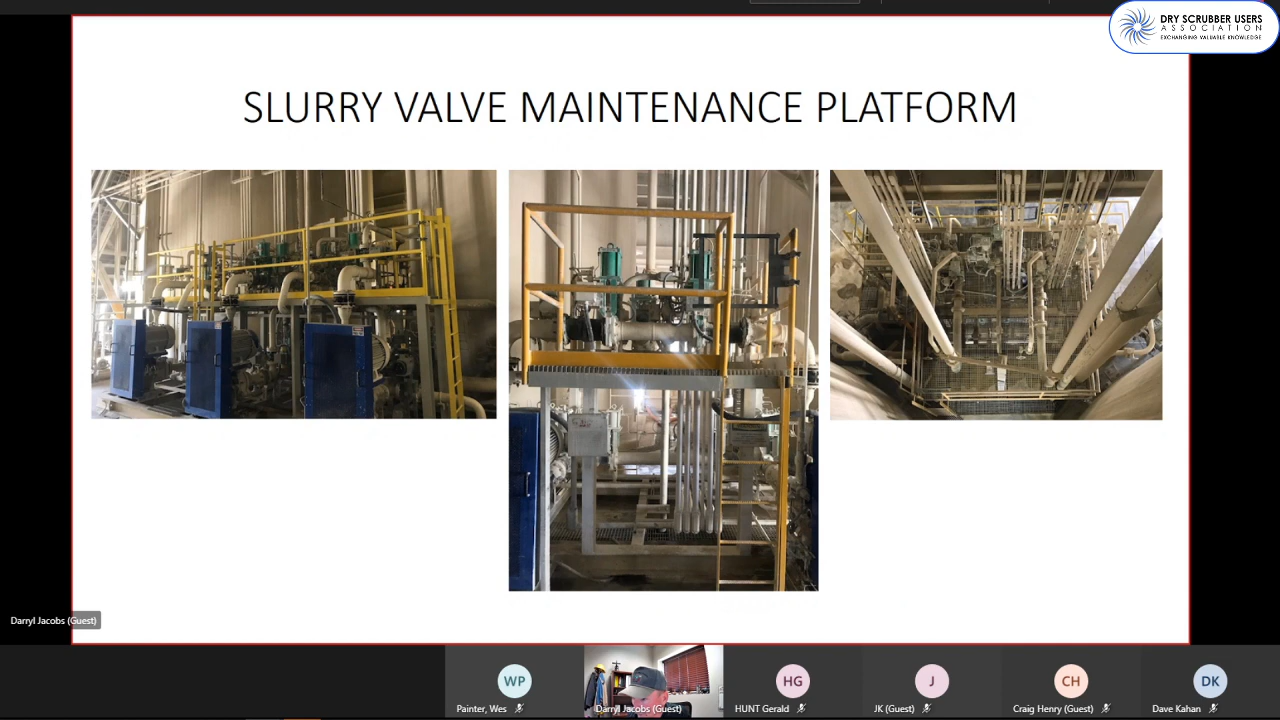 DRY SCRUBBER USERS
ASSOCIATION
EXCHANGING VALUABLE KNOWLEDGE
SLURRY VALVE MAINTENANCE PLATFORM
Darryl Jacobs (Guest)
WP
HG
J
CH
DK
Painter, Wes
Darryl Jacobs (Guest)
HUNT Gerald
JK (Guest)
Craig Henry (Guest)
Dave Kahan